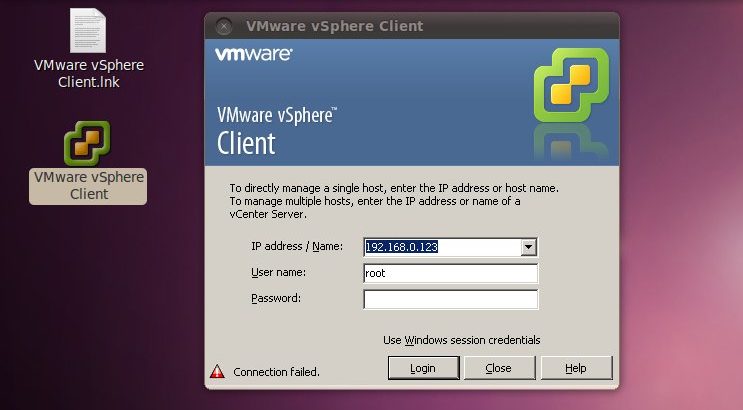 VMware vSphere
Client.lnk
VMware vSphere
Client
VMware vSphere Client
vmware®
VMware vSphere™
Client
To directly manage a single host, enter the IP address or host name.
To manage multiple hosts, enter the IP address or name of a
vCenter Server.
IP address / Name: 192.168.0.123
User name: root
Password:
Use Windows session credentials
Connection failed. Login Close Help